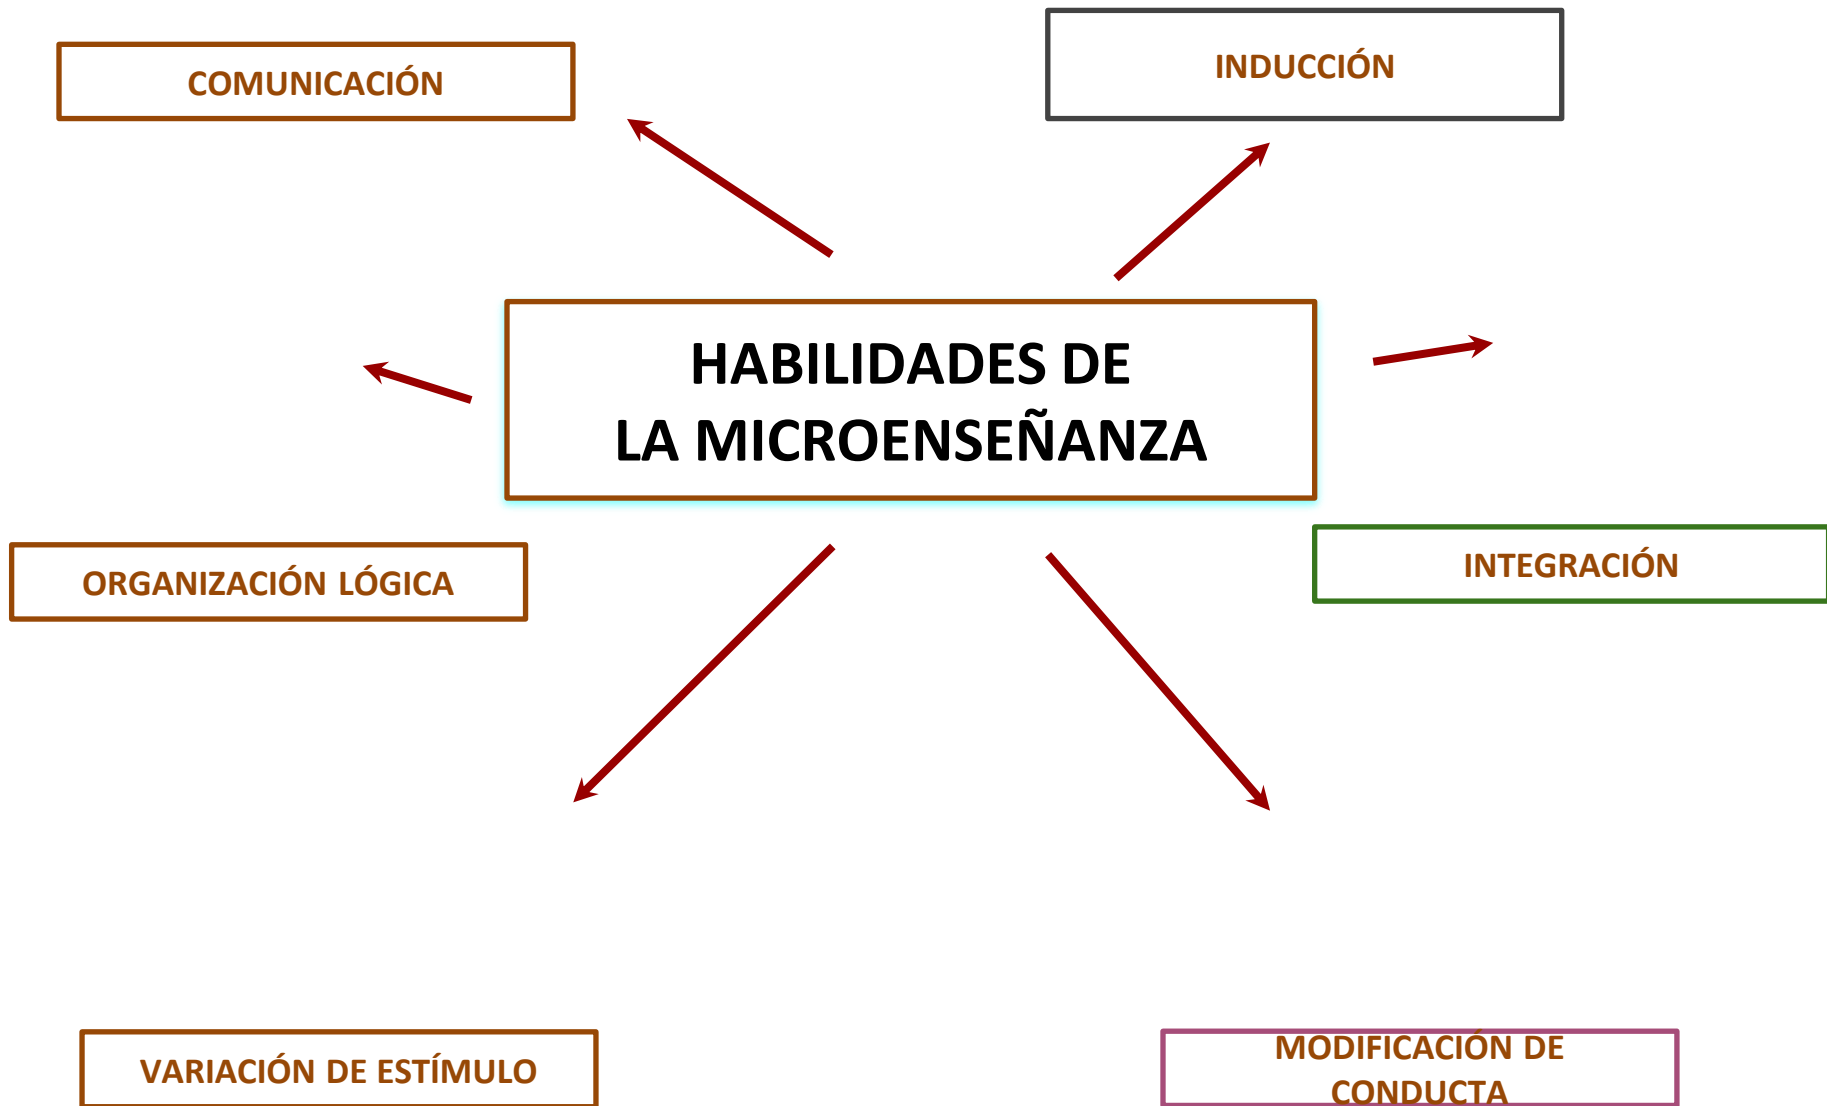 COMUNICACIÓN
INDUCCIÓN
HABILIDADES DE
LA MICROENSEÑANZA
ORGANIZACIÓN LÓGICA
INTEGRACIÓN
VARIACIÓN DE ESTÍMULO
MODIFICACIÓN DE
CONDUCTA